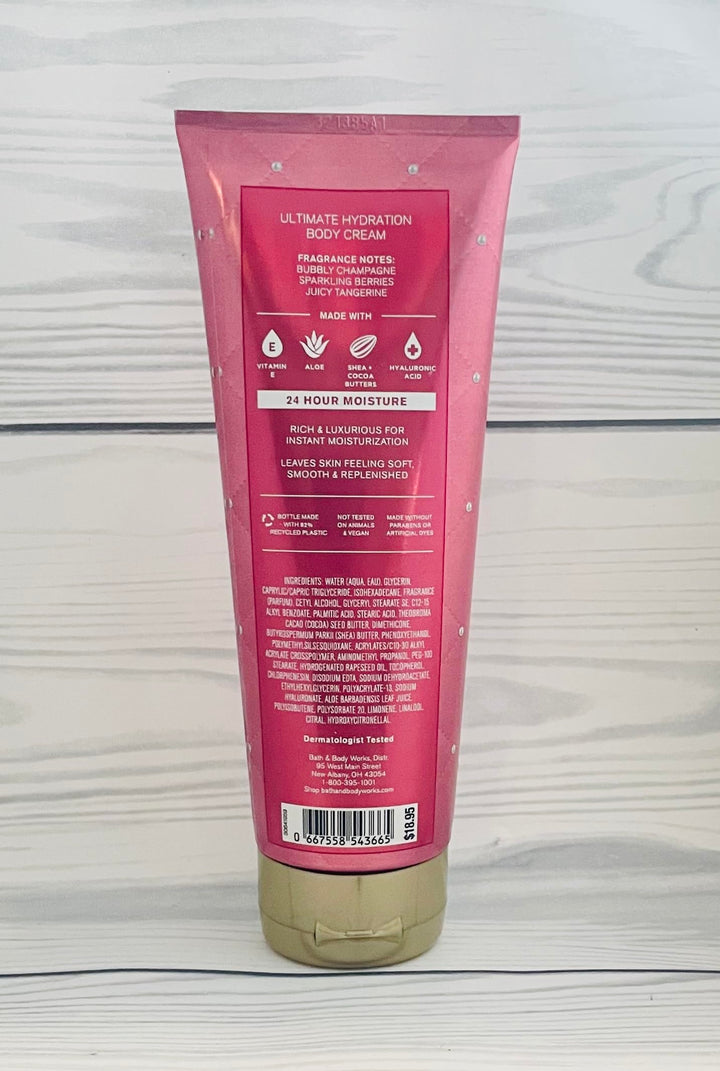 ULTIMATE HYDRATION
BODY CREAM
FRAGRANCE NOTES:
BUBBLY CHAMPAGNE
SPARKLING BERRIES
JUICY TANGERINE
MADE WITH
E
VITAMIN
E
ALOE
SHEA +
COCOA
BUTTERS
HYALURONIC
ACID
24 HOUR MOISTURE
RICH & LUXURIOUS FOR
INSTANT MOISTURIZATION
LEAVES SKIN FEELING SOFT,
SMOOTH & REPLENISHED
BOTTLE MADE
WITH 82%
RECYCLED PLASTIC
NOT TESTED
ON ANIMALS
& VEGAN
MADE WITHOUT
PARABENS OR
ARTIFICIAL DYES
INGREDIENTS: WATER (AQUA, EAU), GLYCERIN,
CAPRYLIC/CAPRIC TRIGLYCERIDE, ISOHEXADECANE, FRAGRANCE
(PARFUM), CETYL ALCOHOL, GLYCERYL STEARATE SE, C12-15
ALKYL BENZOATE, PALMITIC ACID, STEARIC ACID, THEOBROMA
CACAO (COCOA) SEED BUTTER, DIMETHICONE,
BUTYROSPERMUM PARKII (SHEA) BUTTER, PHENOXYETHANOL,
POLYMETHYLSILSESQUIOXANE, ACRYLATES/C10-30 ALKYL
ACRYLATE CROSSPOLYMER, AMINOMETHYL PROPANOL, PEG-100
STEARATE, HYDROGENATED RAPESEED OIL, TOCOPHEROL,
CHLORPHENESIN, DISODIUM EDTA, SODIUM DEHYDROACETATE,
ETHYLHEXYLGLYCERIN, POLYACRYLATE-13, SODIUM
HYALURONATE, ALOE BARBADENSIS LEAF JUICE,
POLYISOBUTENE, POLYSORBATE 20, LIMONENE, LINALOOL,
CITRAL, HYDROXYCITRONELLAL
Dermatologist Tested
Bath & Body Works, Distr.
95 West Main Street
New Albany, OH 43054
1-800-395-1001
Shop bathandbodyworks.com
$18.95
0 667558 543665